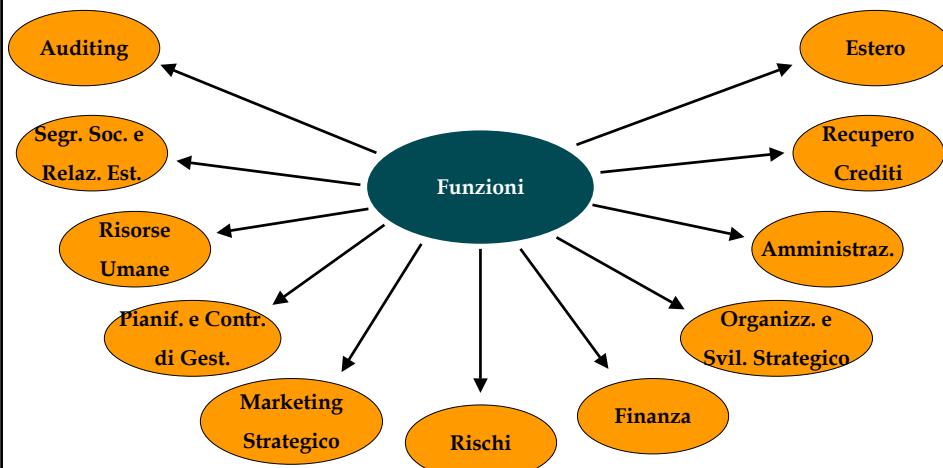 Auditing
Estero
Segr. Soc. e
Relaz. Est.
Recupero
Crediti
Funzioni
Risorse
Umane
Amministraz.
Pianif. e Contr.
di Gest.
Organizz. e
Svil. Strategico
Marketing
Strategico
Finanza
Rischi